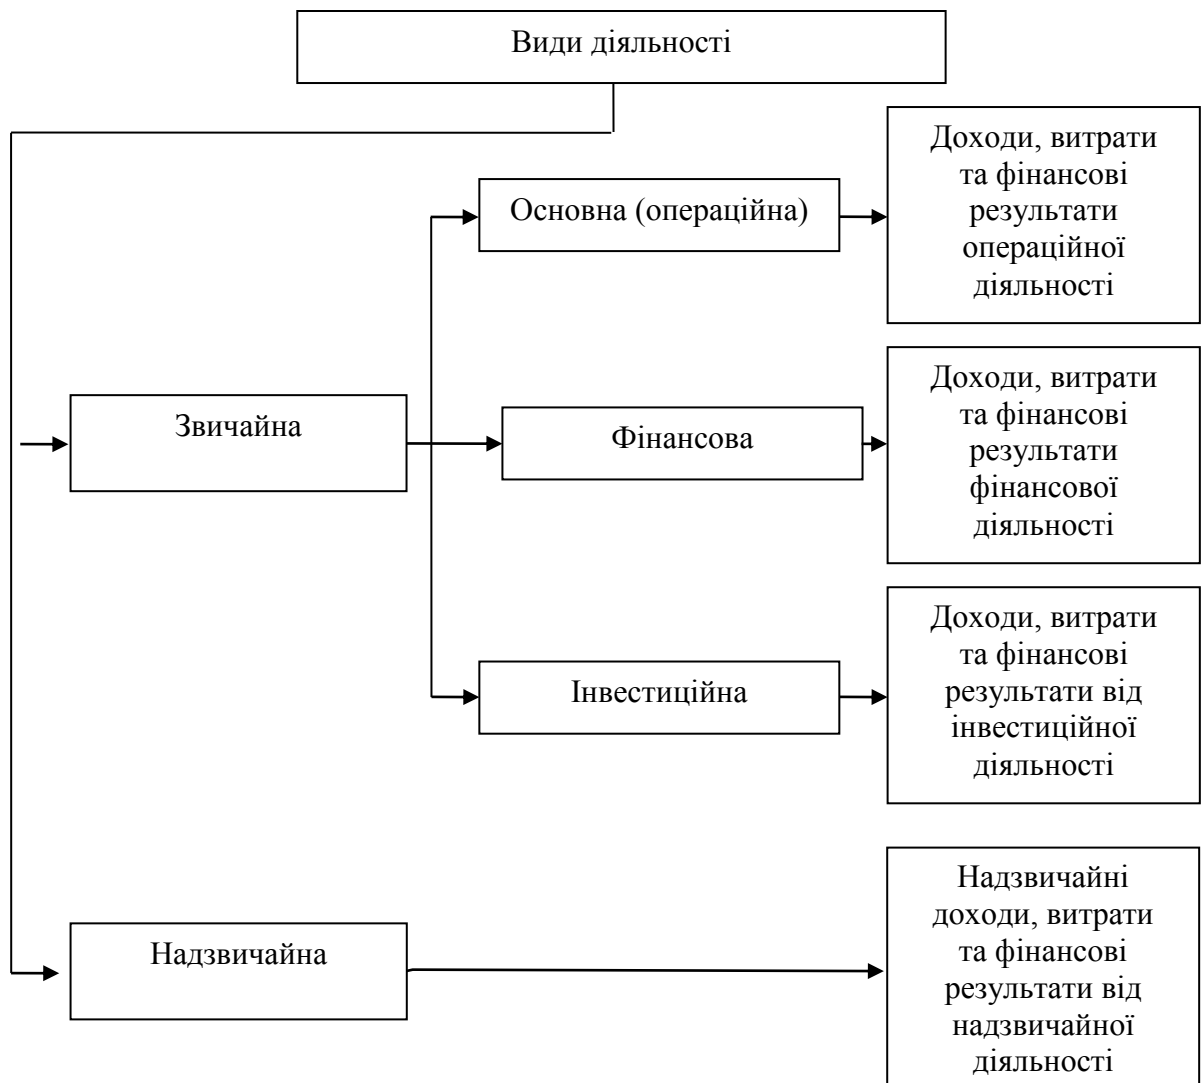 Види діяльності
Основна (операційна)
Доходи, витрати
та фінансові
результати
операційної
діяльності
Звичайна
Фінансова
Доходи, витрати
та фінансові
результати
фінансової
діяльності
Інвестиційна
Доходи, витрати
та фінансові
результати від
інвестиційної
діяльності
Надзвичайна
Надзвичайні
доходи, витрати
та фінансові
результати від
надзвичайної
діяльності